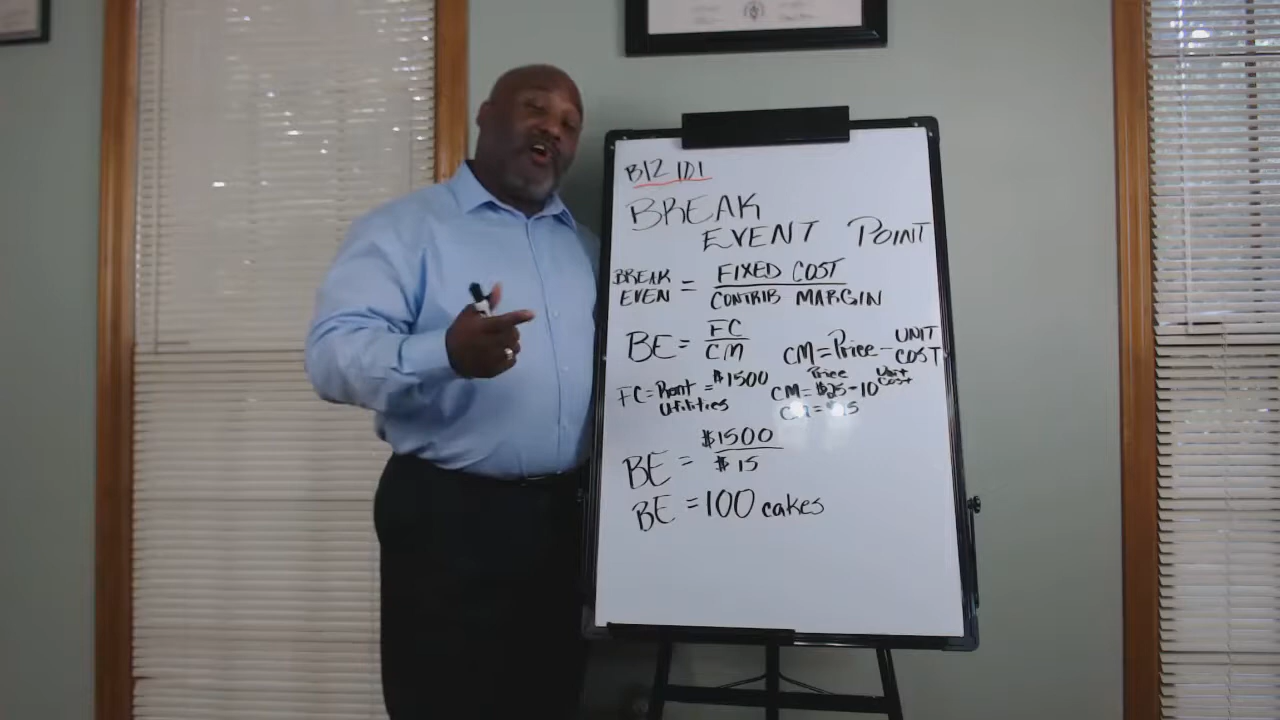 BIZ 101
BREAK
EVENT POINT
BREAK EVEN = FIXED COST / CONTRIB MARGIN
BE = FC / CM
CM = Price - UNIT COST
FC = Rent Utilities = $1500
Price Unit Cost
CM = $25 - 10
CM =
BE = $1500 / $15
BE = 100 cakes